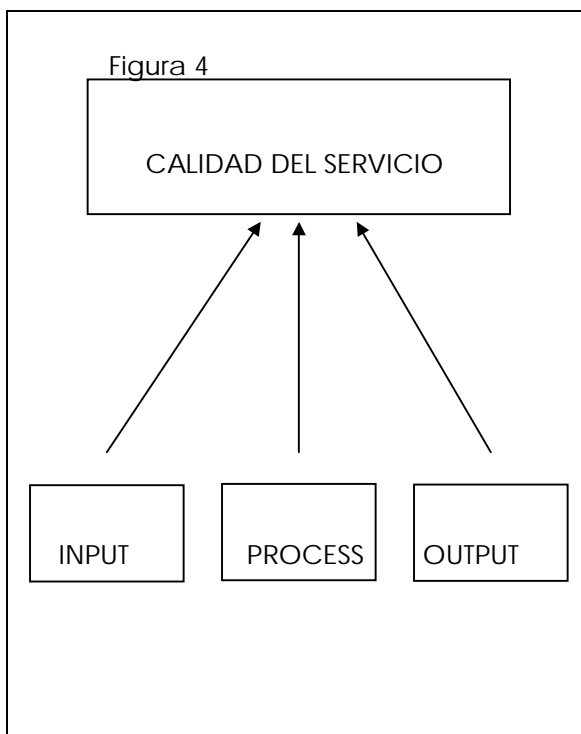 Figura 4
CALIDAD DEL SERVICIO
INPUT
PROCESS
OUTPUT